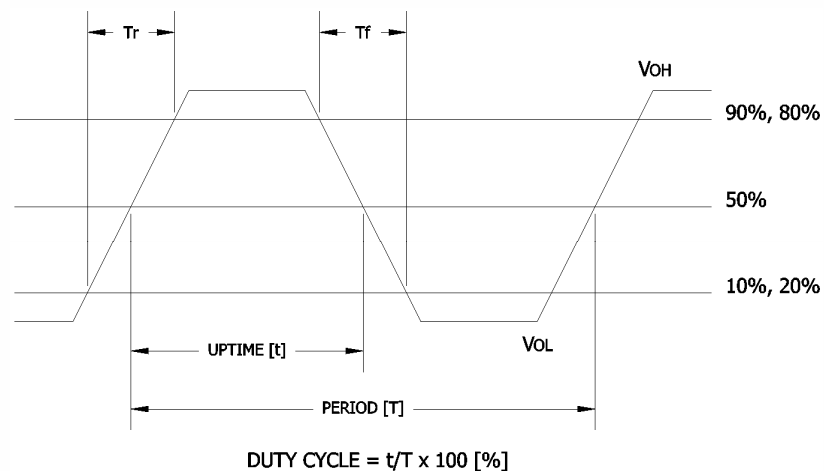 Tr
Tf
VOH
90%, 80%
50%
10%, 20%
VOL
UPTIME [t]
PERIOD [T]
DUTY CYCLE = t/T x 100 [%]